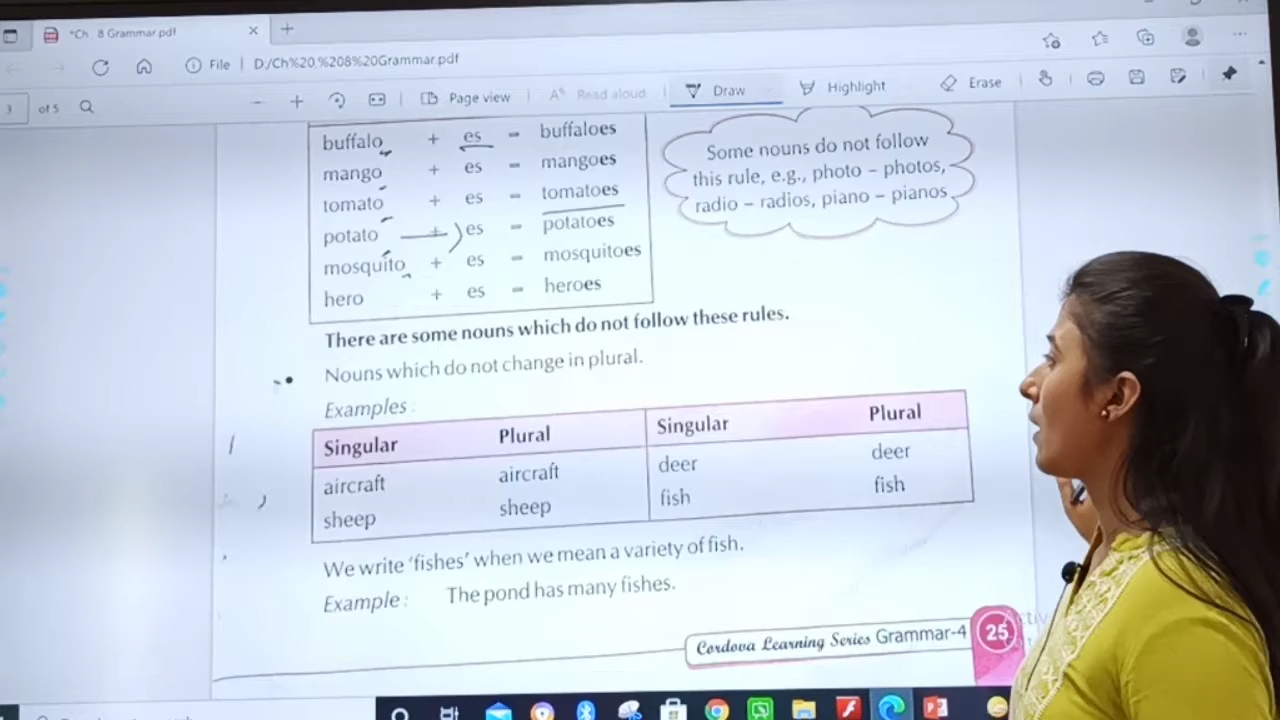 *Ch 8 Grammar.pdf
File D:/Ch%20.%208%20Grammar.pdf
of 5 Page view Read aloud Draw Highlight Erase
buffalo + es = buffaloes
mango + es = mangoes
tomato + es = tomatoes
potato + es = potatoes
mosquito + es = mosquitoes
hero + es = heroes
Some nouns do not follow
this rule, e.g., photo – photos,
radio – radios, piano – pianos
There are some nouns which do not follow these rules.
• Nouns which do not change in plural.
Examples :
Singular Plural Singular Plural
aircraft aircraft deer deer
sheep sheep fish fish
We write 'fishes' when we mean a variety of fish.
Example : The pond has many fishes.
Cordova Learning Series Grammar-4 25